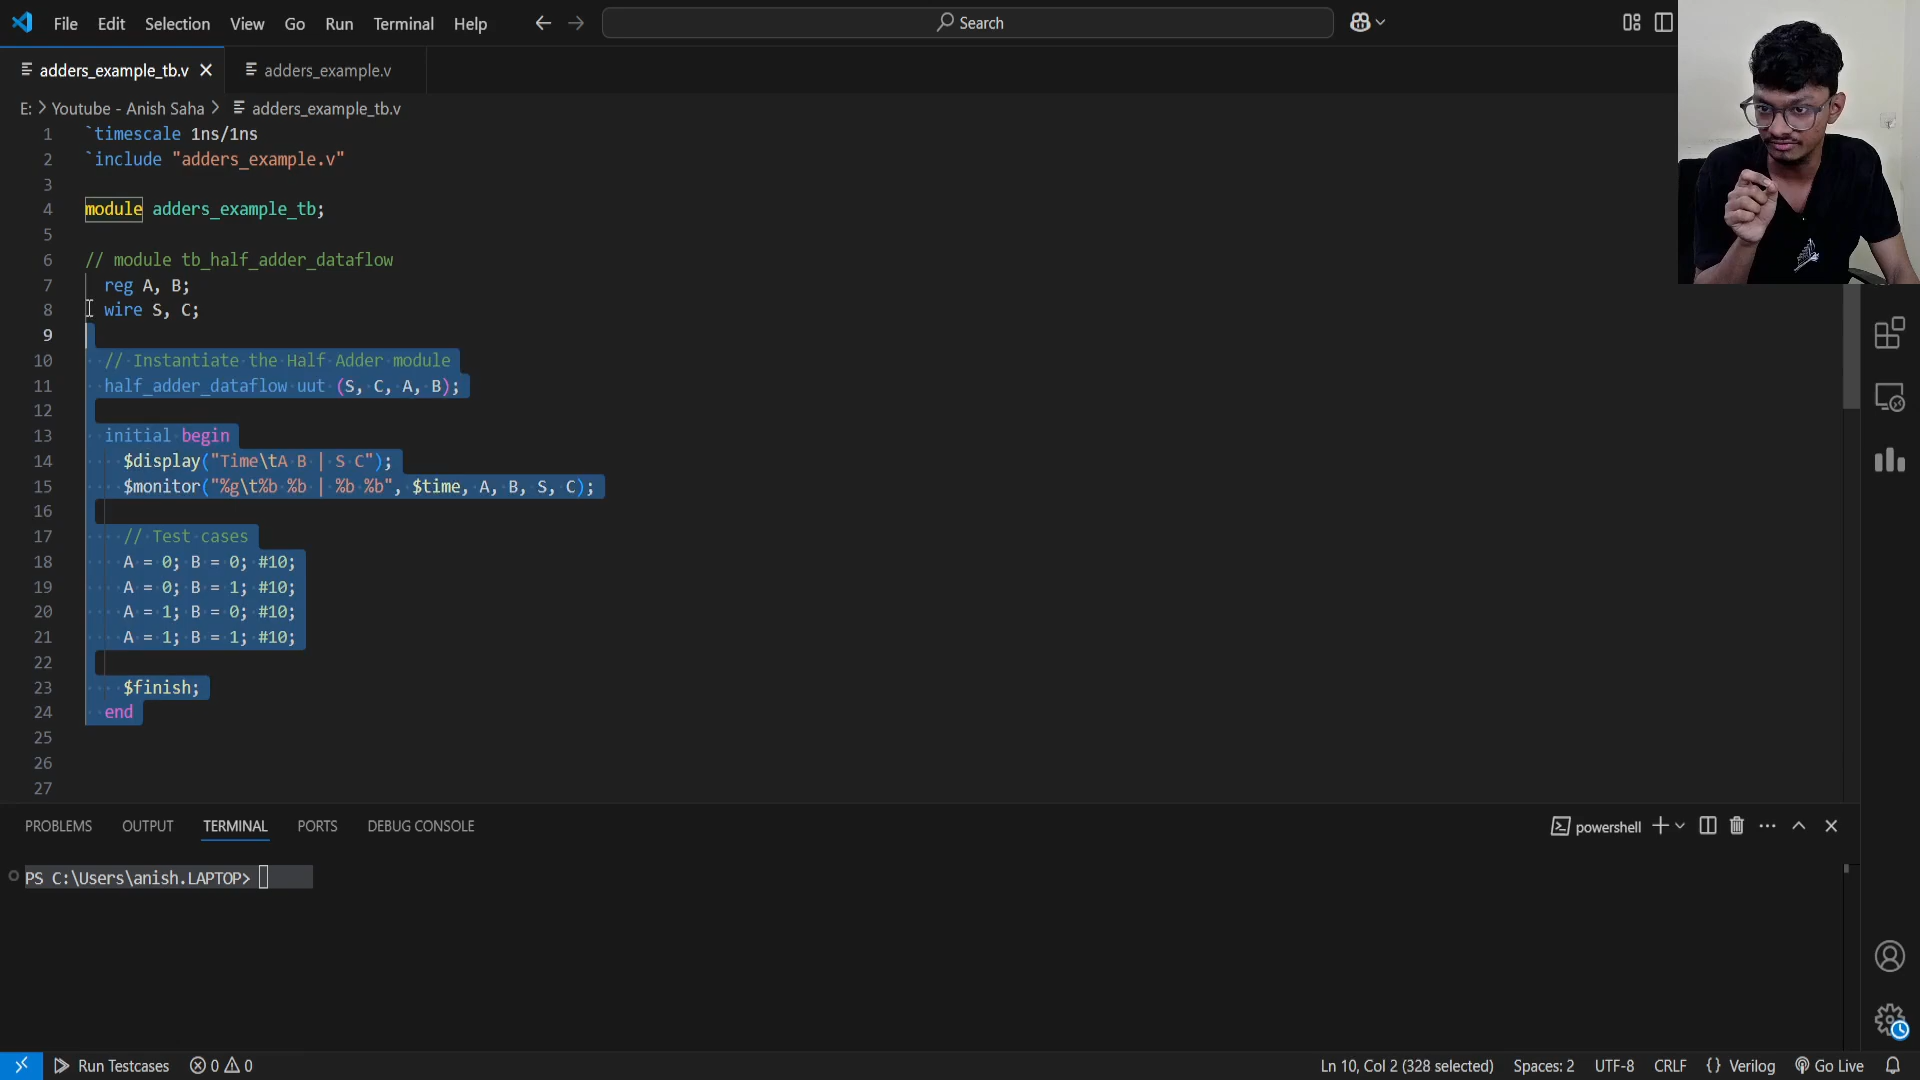 File Edit Selection View Go Run Terminal Help
Search
adders_example_tb.v
adders_example.v
E: > Youtube - Anish Saha > adders_example_tb.v
1 `timescale 1ns/1ns
2 `include "adders_example.v"
3
4 module adders_example_tb;
5
6 // module tb_half_adder_dataflow
7 reg A, B;
8 wire S, C;
9
10 // Instantiate the Half Adder module
11 half_adder_dataflow uut (S, C, A, B);
12
13 initial begin
14 $display("Time\tA B | S C");
15 $monitor("%g\t%b %b | %b %b", $time, A, B, S, C);
16
17 // Test cases
18 A = 0; B = 0; #10;
19 A = 0; B = 1; #10;
20 A = 1; B = 0; #10;
21 A = 1; B = 1; #10;
22
23 $finish;
24 end
25
26
27
PROBLEMS OUTPUT TERMINAL PORTS DEBUG CONSOLE
powershell
PS C:\Users\anish.LAPTOP>
Run Testcases 0 0
Ln 10, Col 2 (328 selected) Spaces: 2 UTF-8 CRLF {} Verilog Go Live